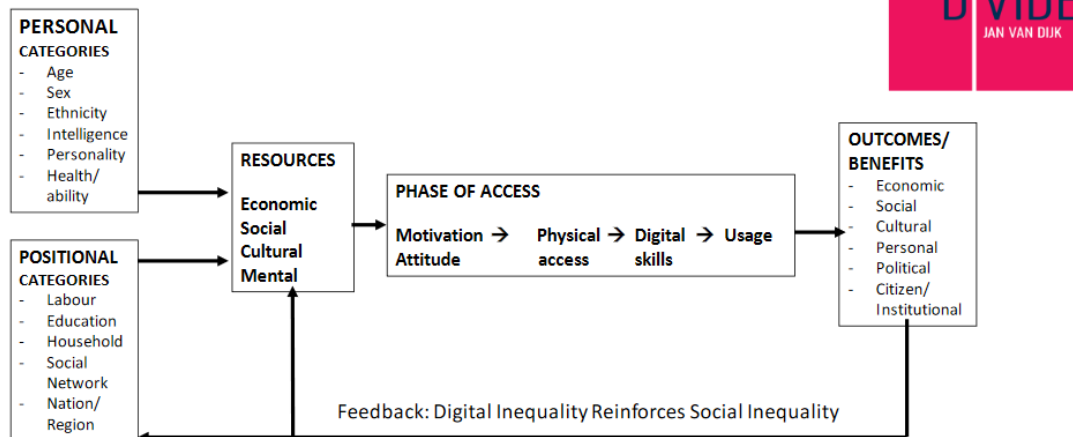 PERSONAL
CATEGORIES
- Age
- Sex
- Ethnicity
- Intelligence
- Personality
- Health/
ability
POSITIONAL
CATEGORIES
- Labour
- Education
- Household
- Social
Network
- Nation/
Region
RESOURCES
Economic
Social
Cultural
Mental
PHASE OF ACCESS
Motivation → Physical → Digital → Usage
Attitude access skills
OUTCOMES/
BENEFITS
- Economic
- Social
- Cultural
- Personal
- Political
- Citizen/
Institutional
Feedback: Digital Inequality Reinforces Social Inequality
JAN VAN DIJK